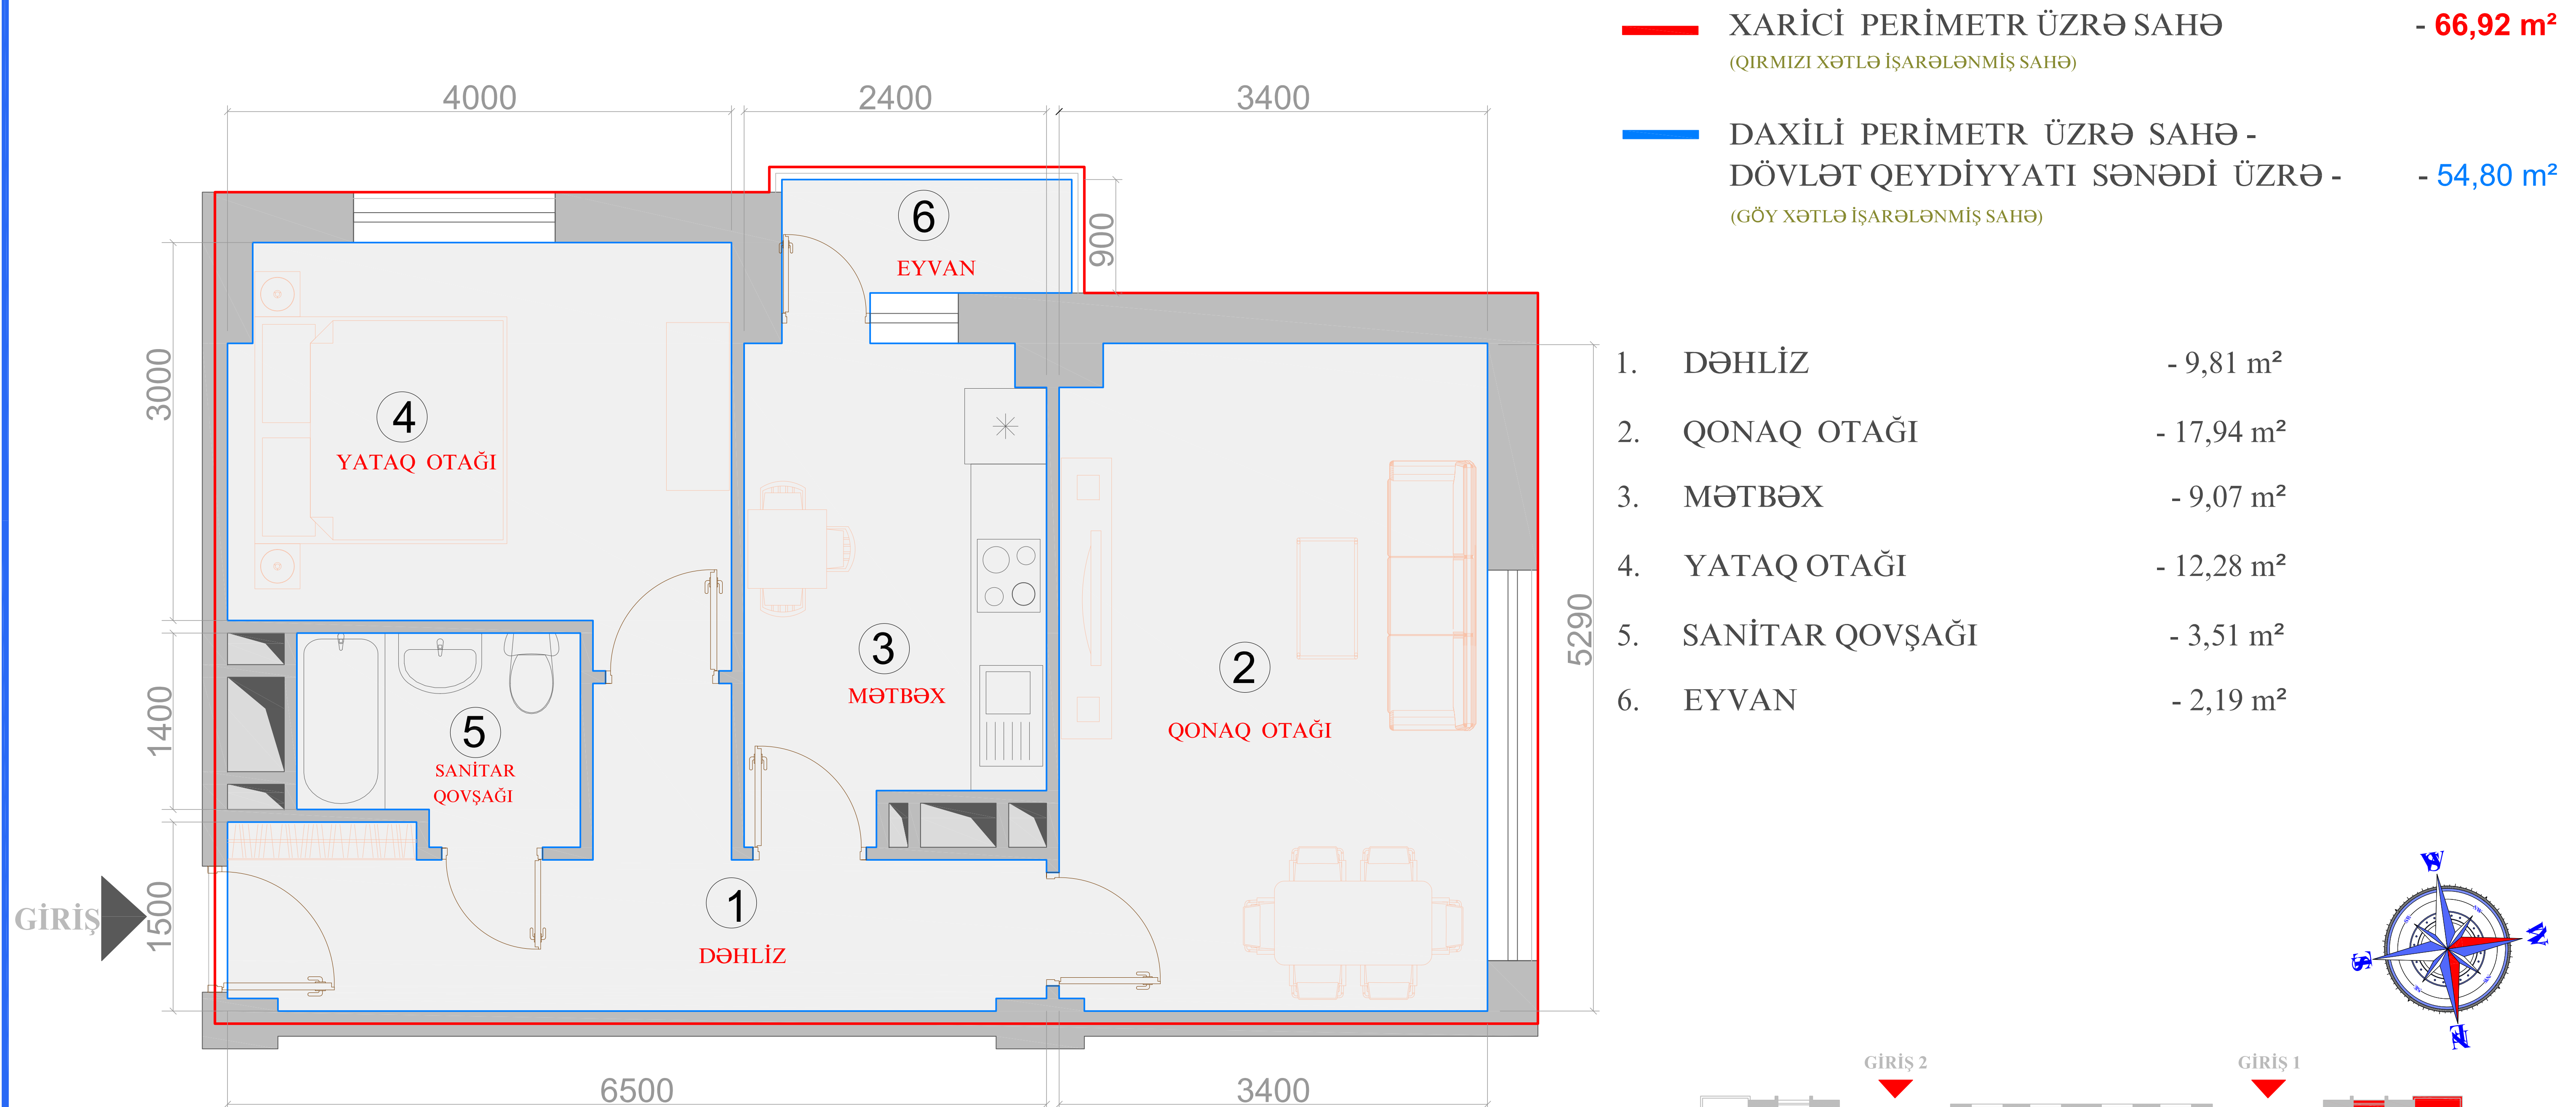 XARİCİ PERİMETR ÜZRƏ SAHƏ - 66,92 m²
(QIRMIZI XƏTLƏ İŞARƏLƏNMİŞ SAHƏ)
DAXİLİ PERİMETR ÜZRƏ SAHƏ -
DÖVLƏT QEYDİYYATI SƏNƏDİ ÜZRƏ - - 54,80 m²
(GÖY XƏTLƏ İŞARƏLƏNMİŞ SAHƏ)
4000
2400
3400
6
EYVAN
900
3000
4
YATAQ OTAĞI
1400
5
SANİTAR
QOVŞAĞI
3
MƏTBƏX
2
QONAQ OTAĞI
5290
GİRİŞ
1500
1
DƏHLİZ
6500
3400
1. DƏHLİZ - 9,81 m²
2. QONAQ OTAĞI - 17,94 m²
3. MƏTBƏX - 9,07 m²
4. YATAQ OTAĞI - 12,28 m²
5. SANİTAR QOVŞAĞI - 3,51 m²
6. EYVAN - 2,19 m²
GİRİŞ 2
GİRİŞ 1